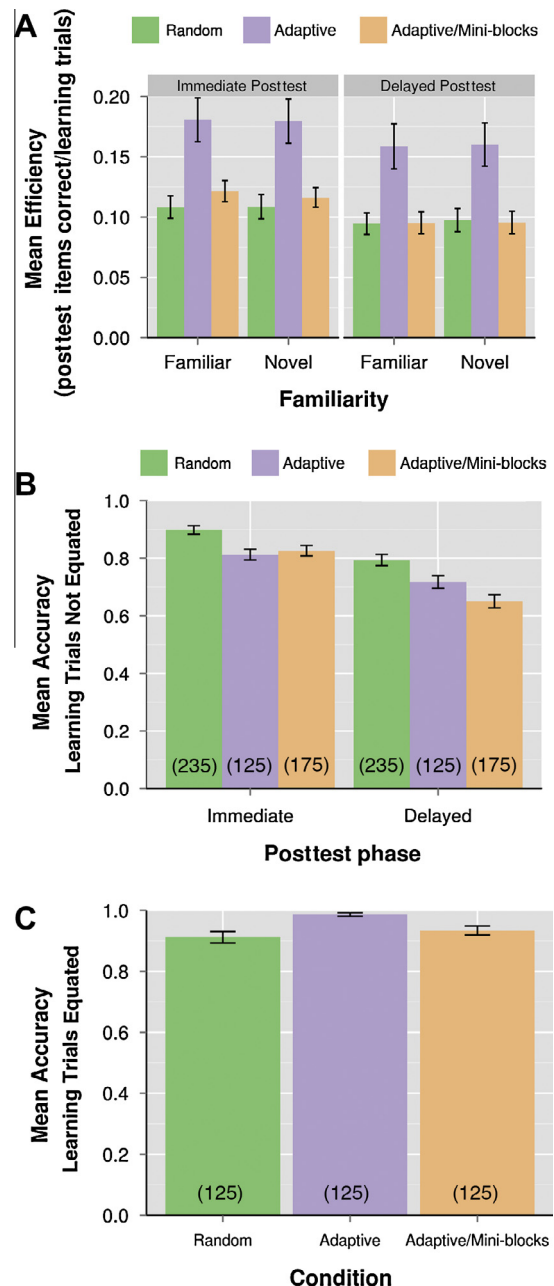 A
Random Adaptive Adaptive/Mini-blocks
Immediate Posttest Delayed Posttest
Mean Efficiency
(posttest items correct/learning trials)
0.20
0.15
0.10
0.05
0.00
Familiar Novel Familiar Novel
Familiarity
B
Random Adaptive Adaptive/Mini-blocks
Mean Accuracy
Learning Trials Not Equated
1.0
0.8
0.6
0.4
0.2
0.0
(235) (125) (175) (235) (125) (175)
Immediate Delayed
Posttest phase
C
Mean Accuracy
Learning Trials Equated
1.0
0.8
0.6
0.4
0.2
0.0
(125) (125) (125)
Random Adaptive Adaptive/Mini-blocks
Condition